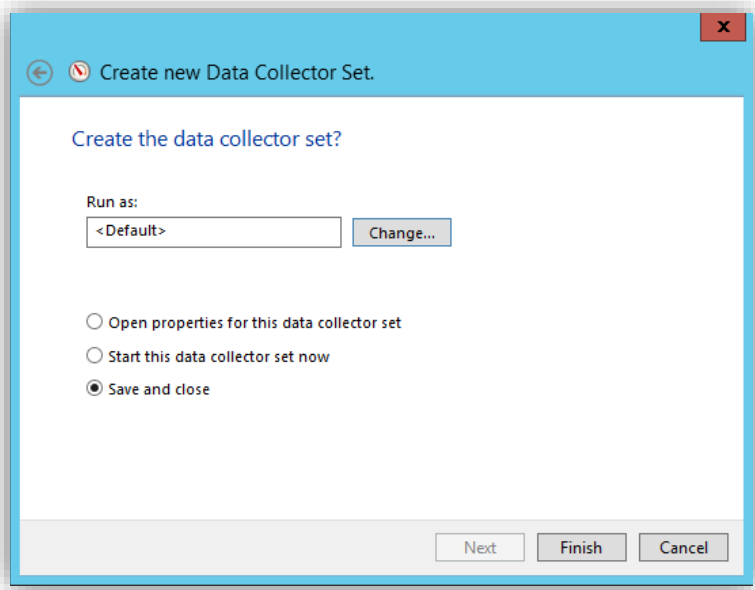 x
Create new Data Collector Set.
Create the data collector set?
Run as:
<Default>
Change...
Open properties for this data collector set
Start this data collector set now
Save and close
Next
Finish
Cancel